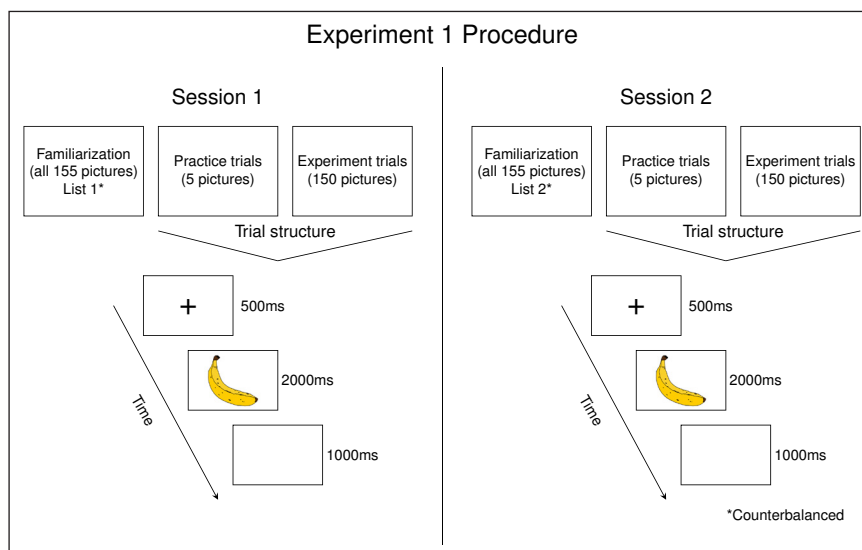 Experiment 1 Procedure
Session 1
Familiarization
(all 155 pictures)
List 1*
Practice trials
(5 pictures)
Experiment trials
(150 pictures)
Trial structure
+
500ms
2000ms
1000ms
Time
Session 2
Familiarization
(all 155 pictures)
List 2*
Practice trials
(5 pictures)
Experiment trials
(150 pictures)
Trial structure
+
500ms
2000ms
1000ms
Time
*Counterbalanced